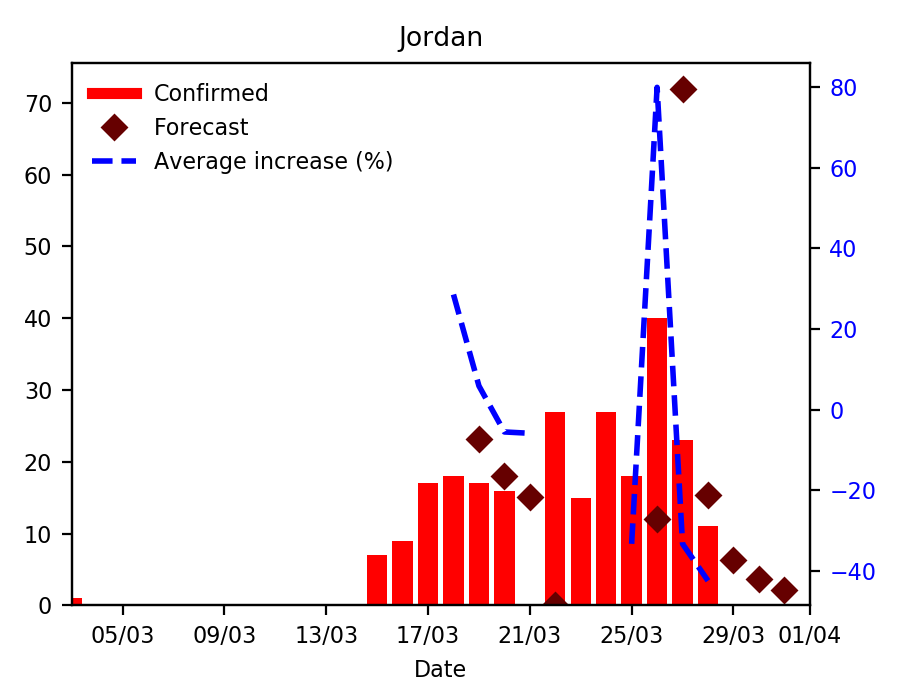 Jordan
Confirmed
Forecast
Average increase (%)
70
60
50
40
30
20
10
0
80
60
40
20
0
−20
−40
05/03 09/03 13/03 17/03 21/03 25/03 29/03 01/04
Date